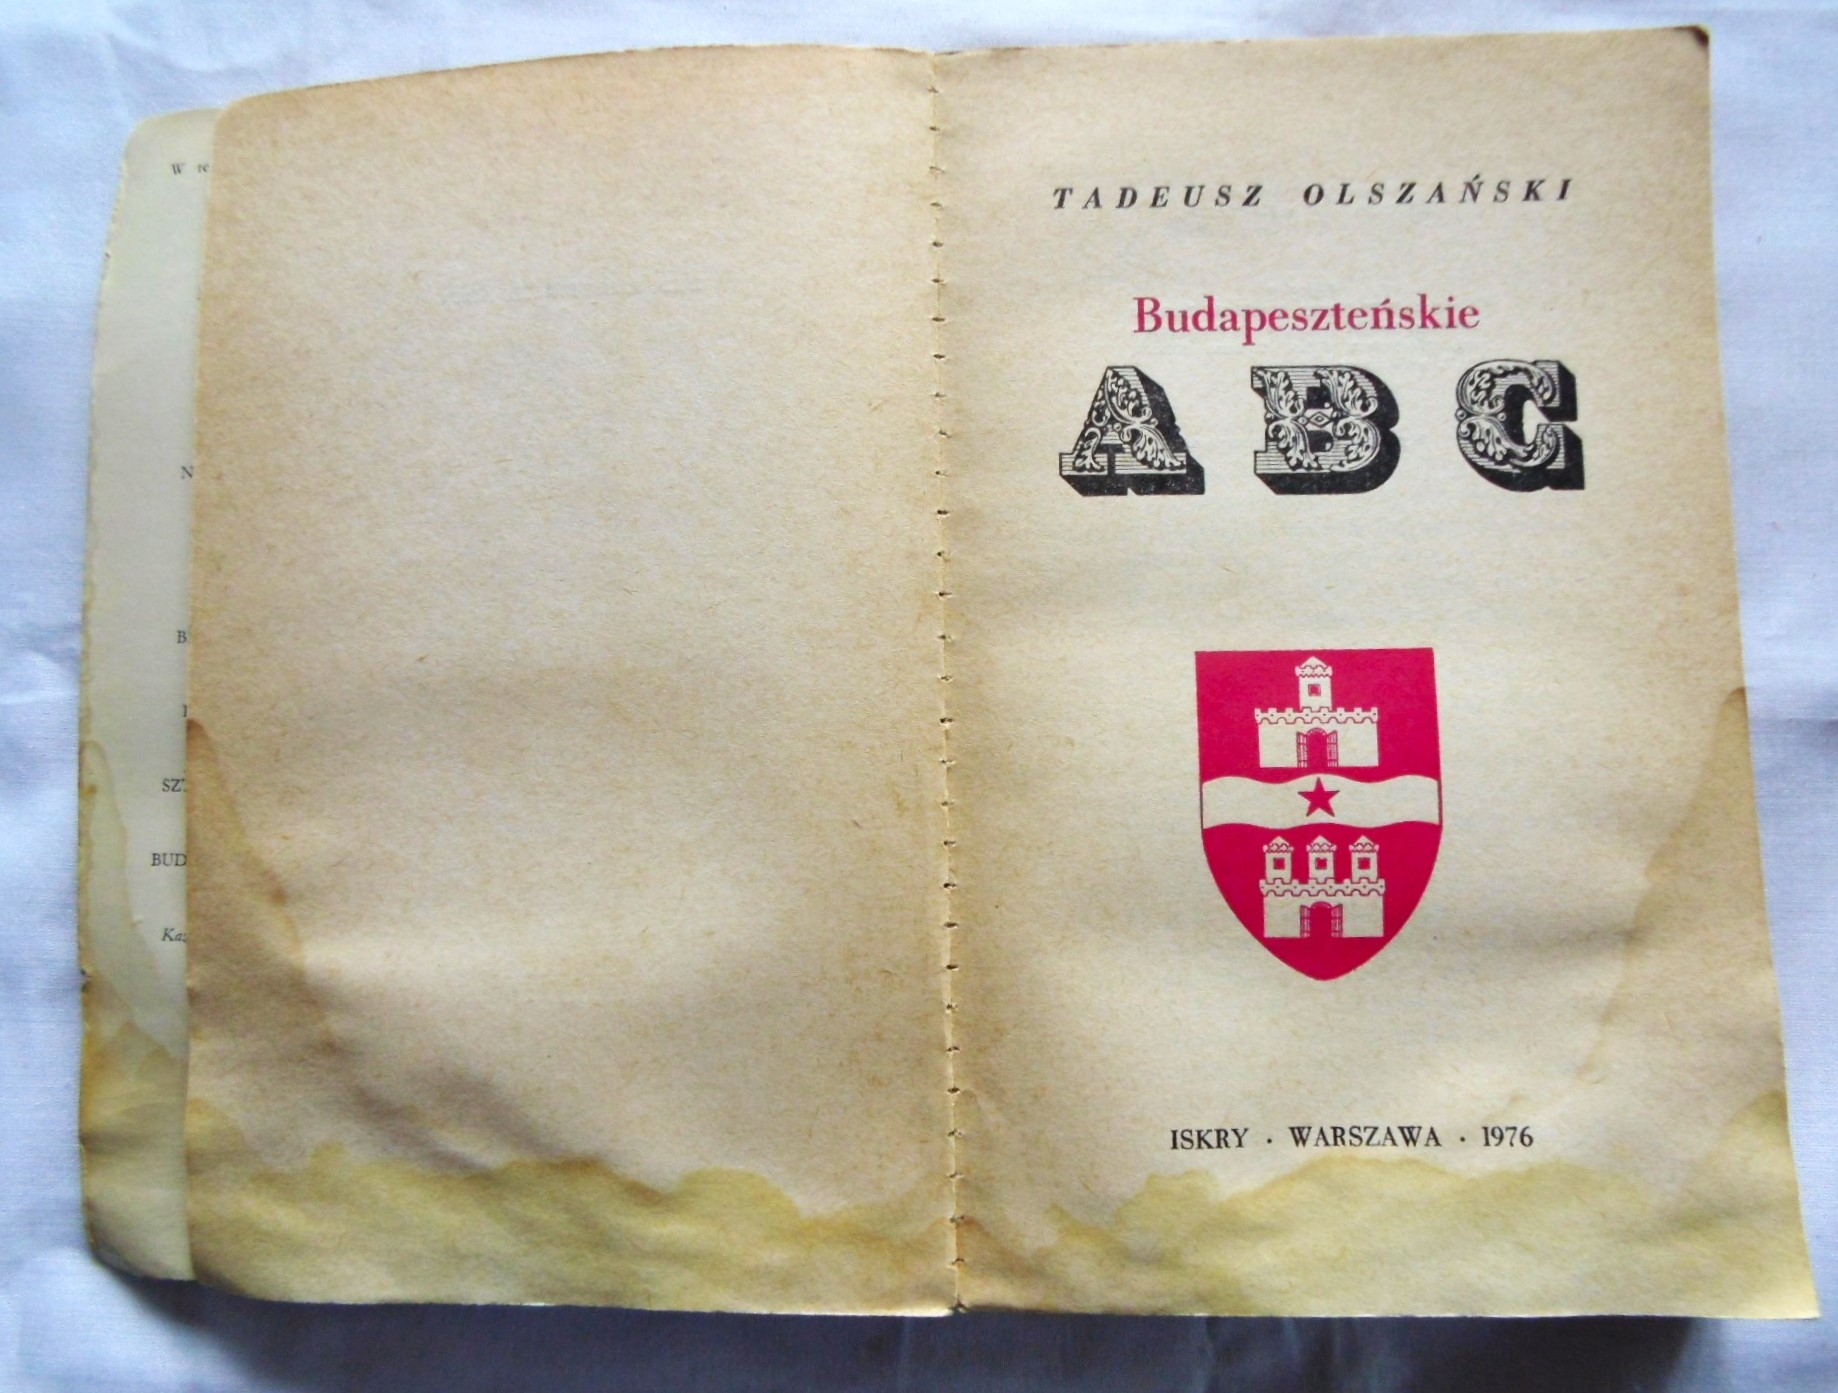 TADEUSZ OLSZAŃSKI
Budapeszteńskie
ABC
ISKRY · WARSZAWA · 1976